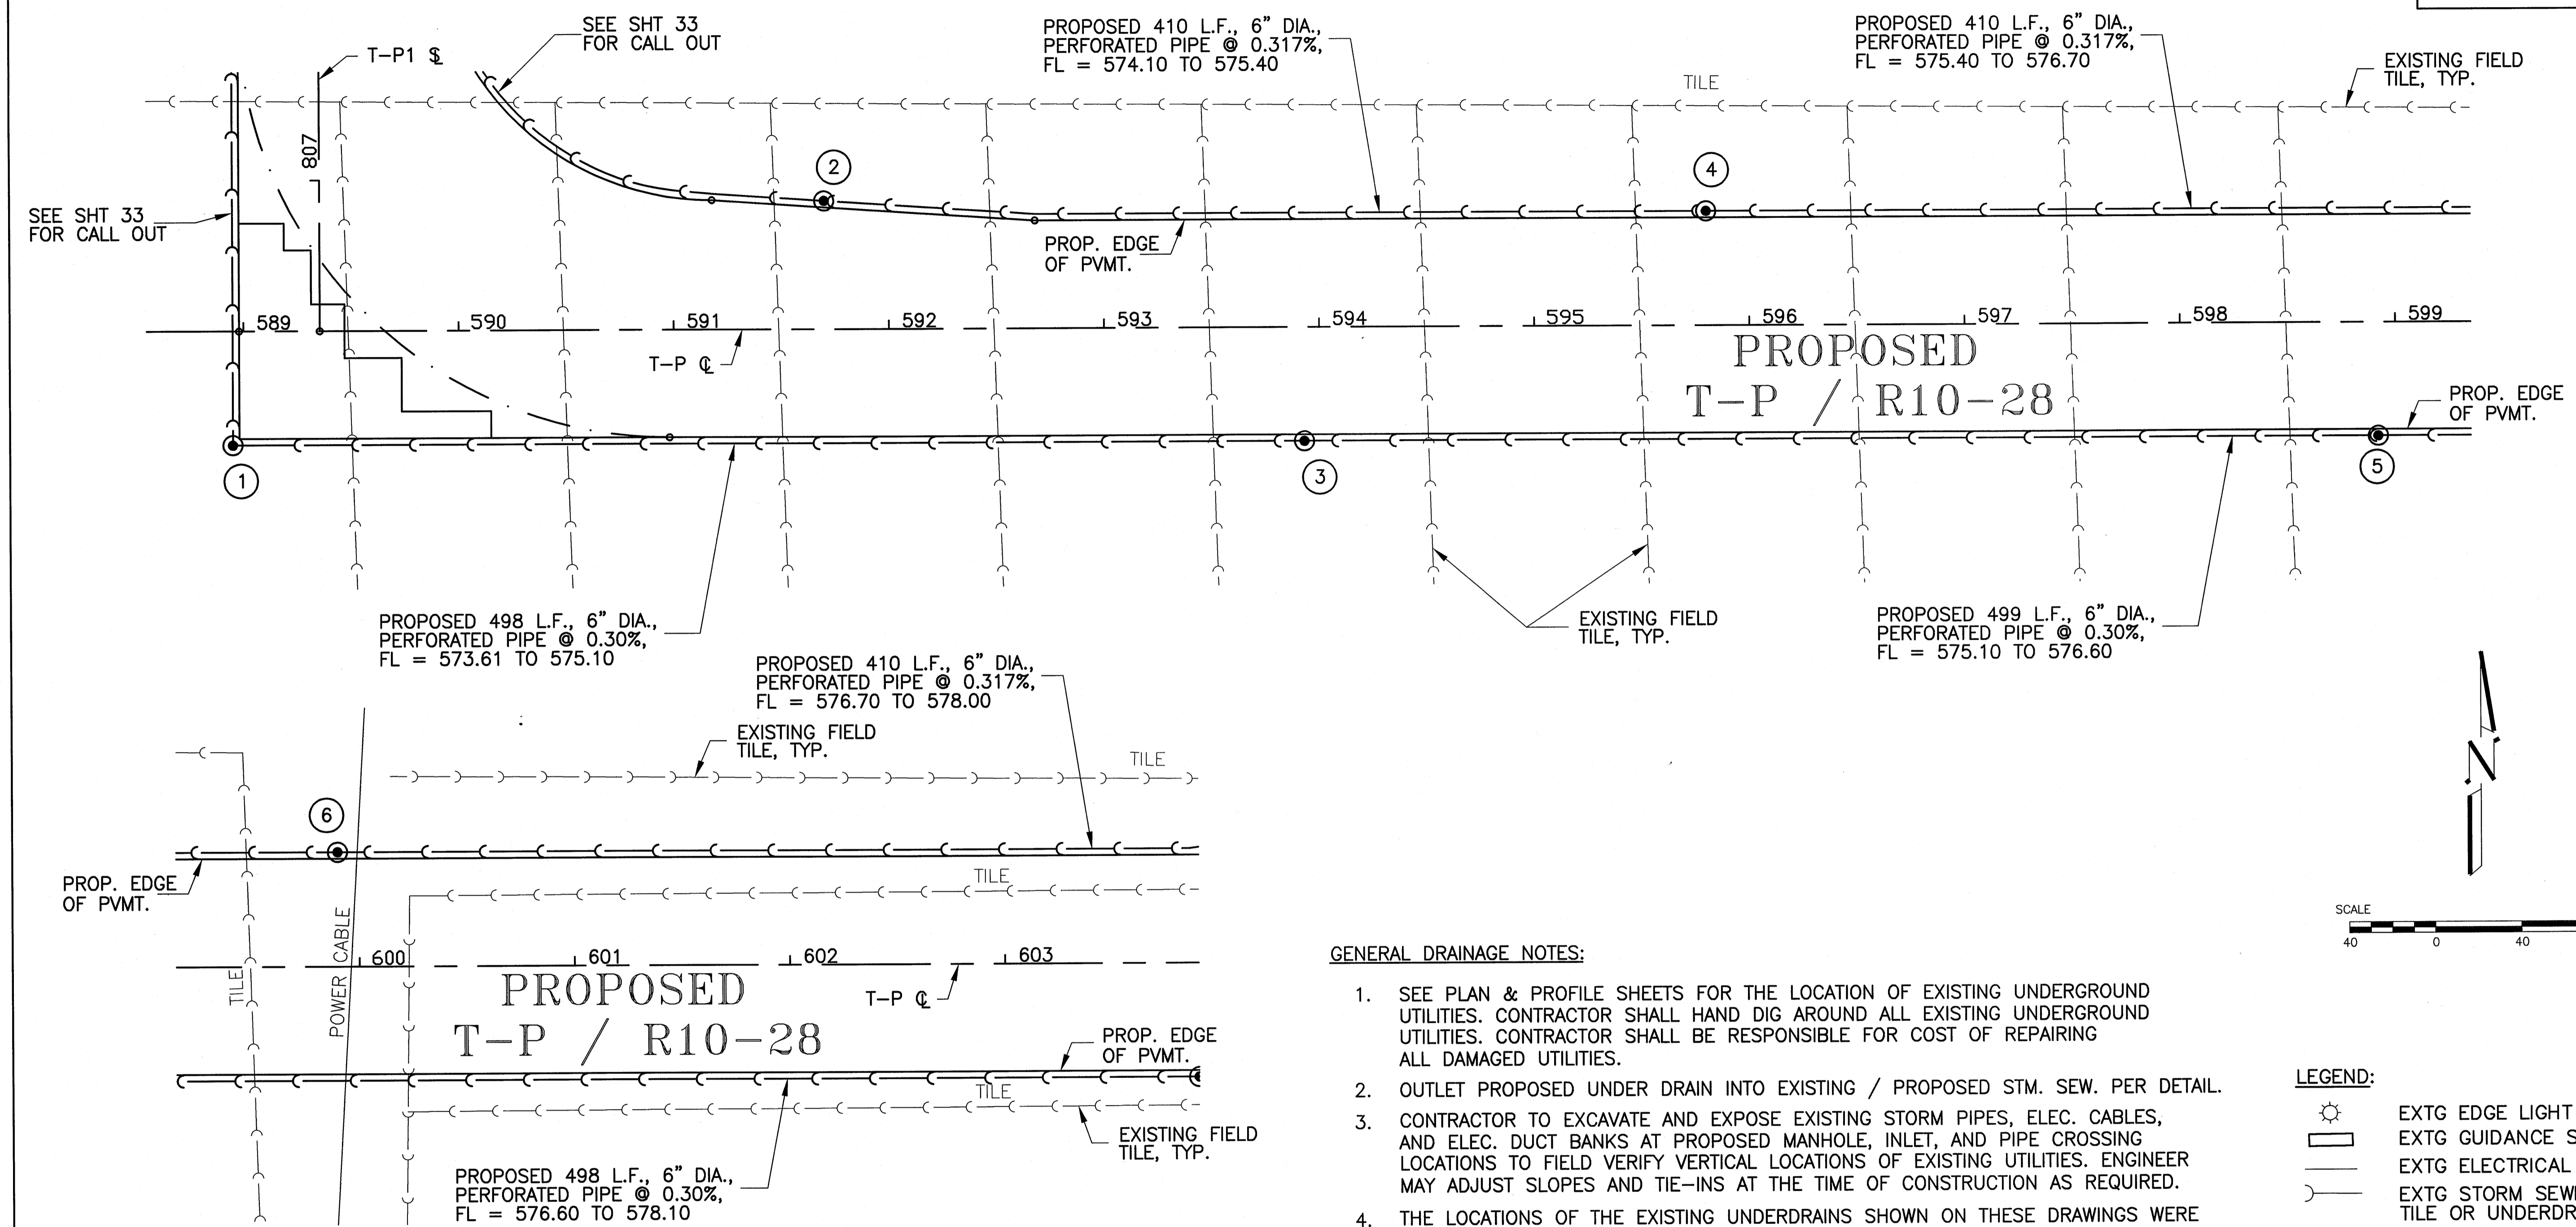 SEE SHT 33
FOR CALL OUT
T-P1 ℄
PROPOSED 410 L.F., 6" DIA.,
PERFORATED PIPE @ 0.317%,
FL = 574.10 TO 575.40
PROPOSED 410 L.F., 6" DIA.,
PERFORATED PIPE @ 0.317%,
FL = 575.40 TO 576.70
EXISTING FIELD
TILE, TYP.
TILE
807
2
4
SEE SHT 33
FOR CALL OUT
PROP. EDGE
OF PVMT.
589 590 591 592 593 594 595 596 597 598 599
T-P ℄
PROPOSED
T-P / R10-28
PROP. EDGE
OF PVMT.
1
3
5
PROPOSED 498 L.F., 6" DIA.,
PERFORATED PIPE @ 0.30%,
FL = 573.61 TO 575.10
EXISTING FIELD
TILE, TYP.
PROPOSED 499 L.F., 6" DIA.,
PERFORATED PIPE @ 0.30%,
FL = 575.10 TO 576.60
PROPOSED 410 L.F., 6" DIA.,
PERFORATED PIPE @ 0.317%,
FL = 576.70 TO 578.00
EXISTING FIELD
TILE, TYP.
TILE
6
N
PROP. EDGE
OF PVMT.
TILE
POWER CABLE
TILE
600 601 602 603
PROPOSED
T-P / R10-28
T-P ℄
PROP. EDGE
OF PVMT.
TILE
EXISTING FIELD
TILE, TYP.
PROPOSED 498 L.F., 6" DIA.,
PERFORATED PIPE @ 0.30%,
FL = 576.60 TO 578.10
SCALE
40 0 40
GENERAL DRAINAGE NOTES:
1. SEE PLAN & PROFILE SHEETS FOR THE LOCATION OF EXISTING UNDERGROUND
UTILITIES. CONTRACTOR SHALL HAND DIG AROUND ALL EXISTING UNDERGROUND
UTILITIES. CONTRACTOR SHALL BE RESPONSIBLE FOR COST OF REPAIRING
ALL DAMAGED UTILITIES.
2. OUTLET PROPOSED UNDER DRAIN INTO EXISTING / PROPOSED STM. SEW. PER DETAIL.
3. CONTRACTOR TO EXCAVATE AND EXPOSE EXISTING STORM PIPES, ELEC. CABLES,
AND ELEC. DUCT BANKS AT PROPOSED MANHOLE, INLET, AND PIPE CROSSING
LOCATIONS TO FIELD VERIFY VERTICAL LOCATIONS OF EXISTING UTILITIES. ENGINEER
MAY ADJUST SLOPES AND TIE-INS AT THE TIME OF CONSTRUCTION AS REQUIRED.
4. THE LOCATIONS OF THE EXISTING UNDERDRAINS SHOWN ON THESE DRAWINGS WERE
LEGEND:
EXTG EDGE LIGHT
EXTG GUIDANCE S
EXTG ELECTRICAL
EXTG STORM SEW
TILE OR UNDERDR